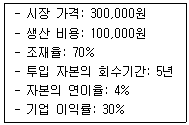 - 시장 가격: 300,000원
- 생산 비용: 100,000원
- 조재율: 70%
- 투입 자본의 회수기간: 5년
- 자본의 연이율: 4%
- 기업 이익률: 30%